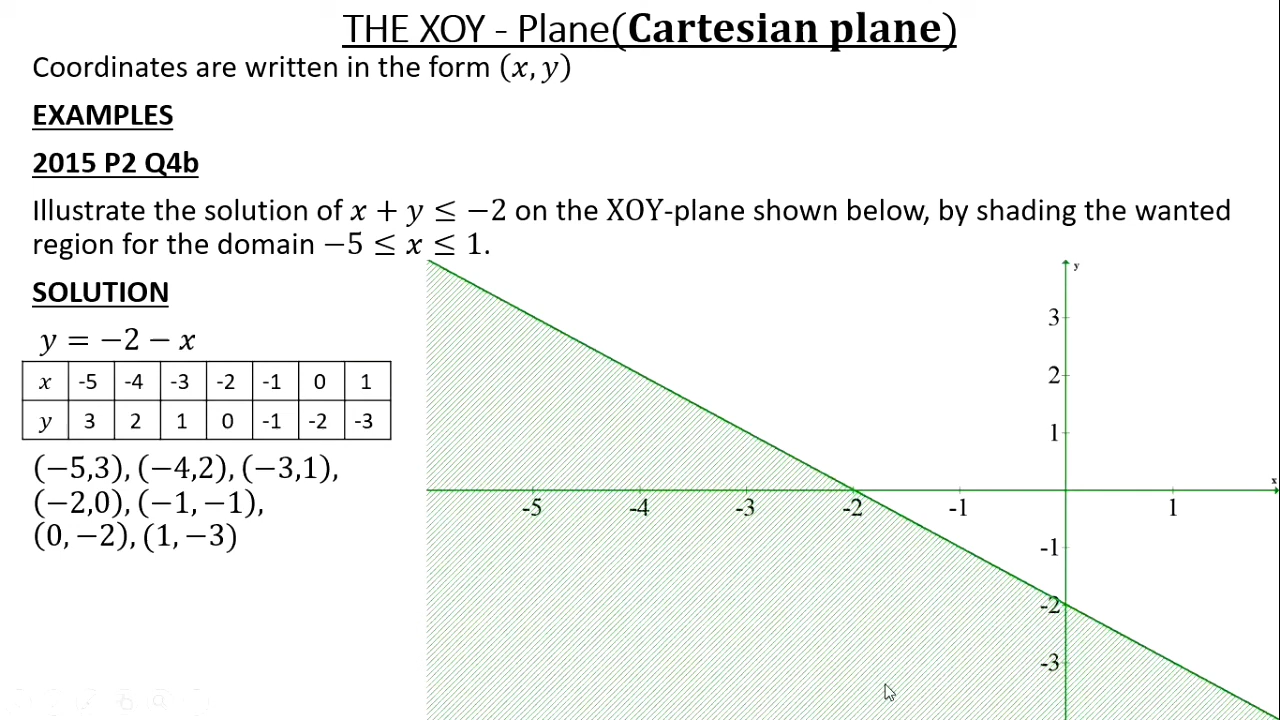 THE XOY - Plane(Cartesian plane)
Coordinates are written in the form (x, y)
EXAMPLES
2015 P2 Q4b
Illustrate the solution of x + y ≤ −2 on the XOY-plane shown below, by shading the wanted
region for the domain −5 ≤ x ≤ 1.
SOLUTION
y = −2 − x
x -5 -4 -3 -2 -1 0 1
y 3 2 1 0 -1 -2 -3
(−5,3), (−4,2), (−3,1),
(−2,0), (−1, −1),
(0, −2), (1, −3)
y
3
2
1
x
-5 -4 -3 -2 -1 1
-1
-2
-3